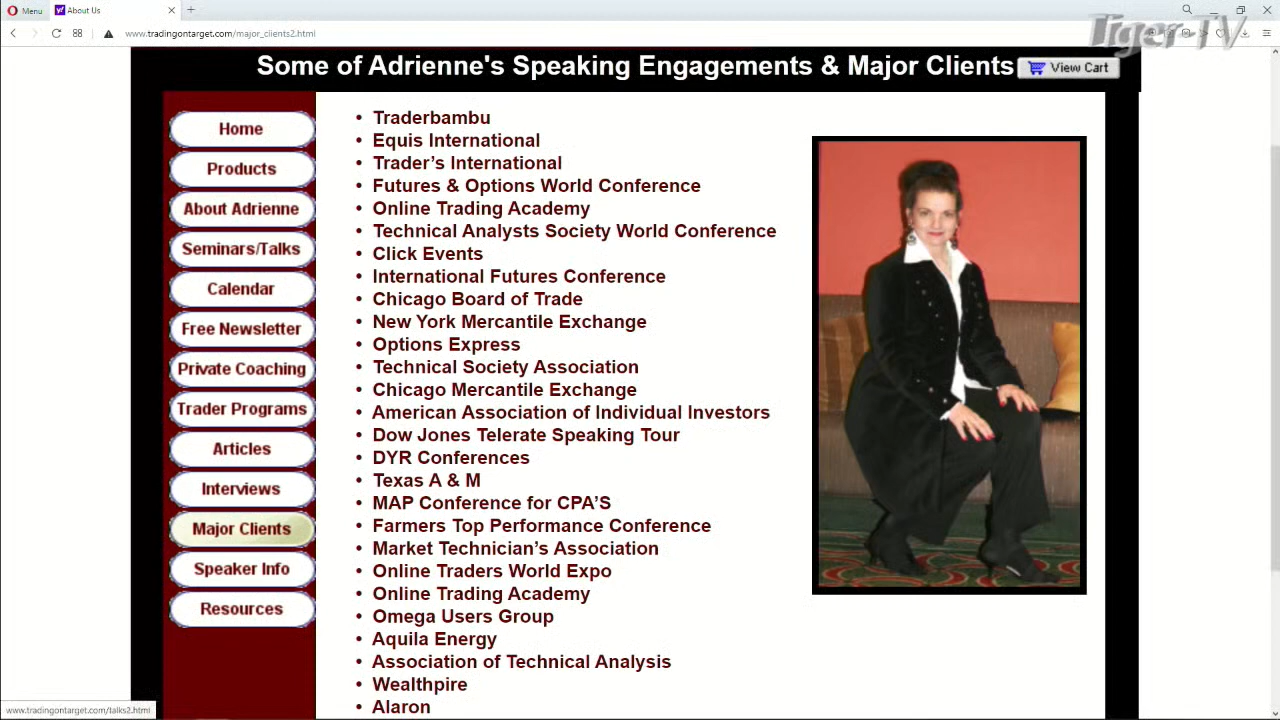 Menu
About Us
www.tradingontarget.com/major_clients2.html
Tiger-TV
Some of Adrienne's Speaking Engagements & Major Clients
View Cart
Home
Products
About Adrienne
Seminars/Talks
Calendar
Free Newsletter
Private Coaching
Trader Programs
Articles
Interviews
Major Clients
Speaker Info
Resources
• Traderbambu
• Equis International
• Trader’s International
• Futures & Options World Conference
• Online Trading Academy
• Technical Analysts Society World Conference
• Click Events
• International Futures Conference
• Chicago Board of Trade
• New York Mercantile Exchange
• Options Express
• Technical Society Association
• Chicago Mercantile Exchange
• American Association of Individual Investors
• Dow Jones Telerate Speaking Tour
• DYR Conferences
• Texas A & M
• MAP Conference for CPA’S
• Farmers Top Performance Conference
• Market Technician’s Association
• Online Traders World Expo
• Online Trading Academy
• Omega Users Group
• Aquila Energy
• Association of Technical Analysis
• Wealthpire
• Alaron
www.tradingontarget.com/talks2.html